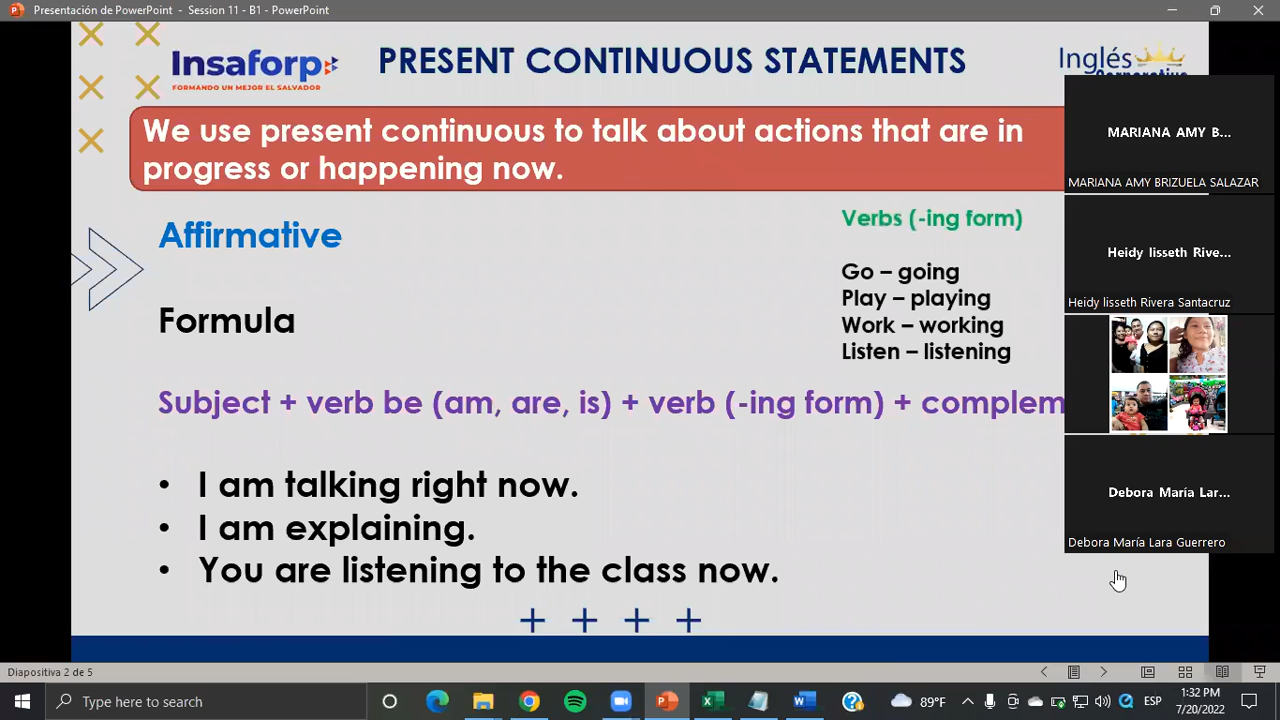 Presentación de PowerPoint - Session 11 - B1 - PowerPoint
Insaforp
FORMANDO UN MEJOR EL SALVADOR
PRESENT CONTINUOUS STATEMENTS
Inglés
We use present continuous to talk about actions that are in
progress or happening now.
MARIANA AMY B...
MARIANA AMY BRIZUELA SALAZAR
Affirmative
Verbs (-ing form)
Heidy lisseth Rive...
Heidy lisseth Rivera Santacruz
Go – going
Play – playing
Work – working
Listen – listening
Formula
Subject + verb be (am, are, is) + verb (-ing form) + complem
• I am talking right now.
• I am explaining.
• You are listening to the class now.
Debora María Lar...
Debora María Lara Guerrero
Diapositiva 2 de 5
Type here to search
89°F
ESP
1:32 PM
7/20/2022